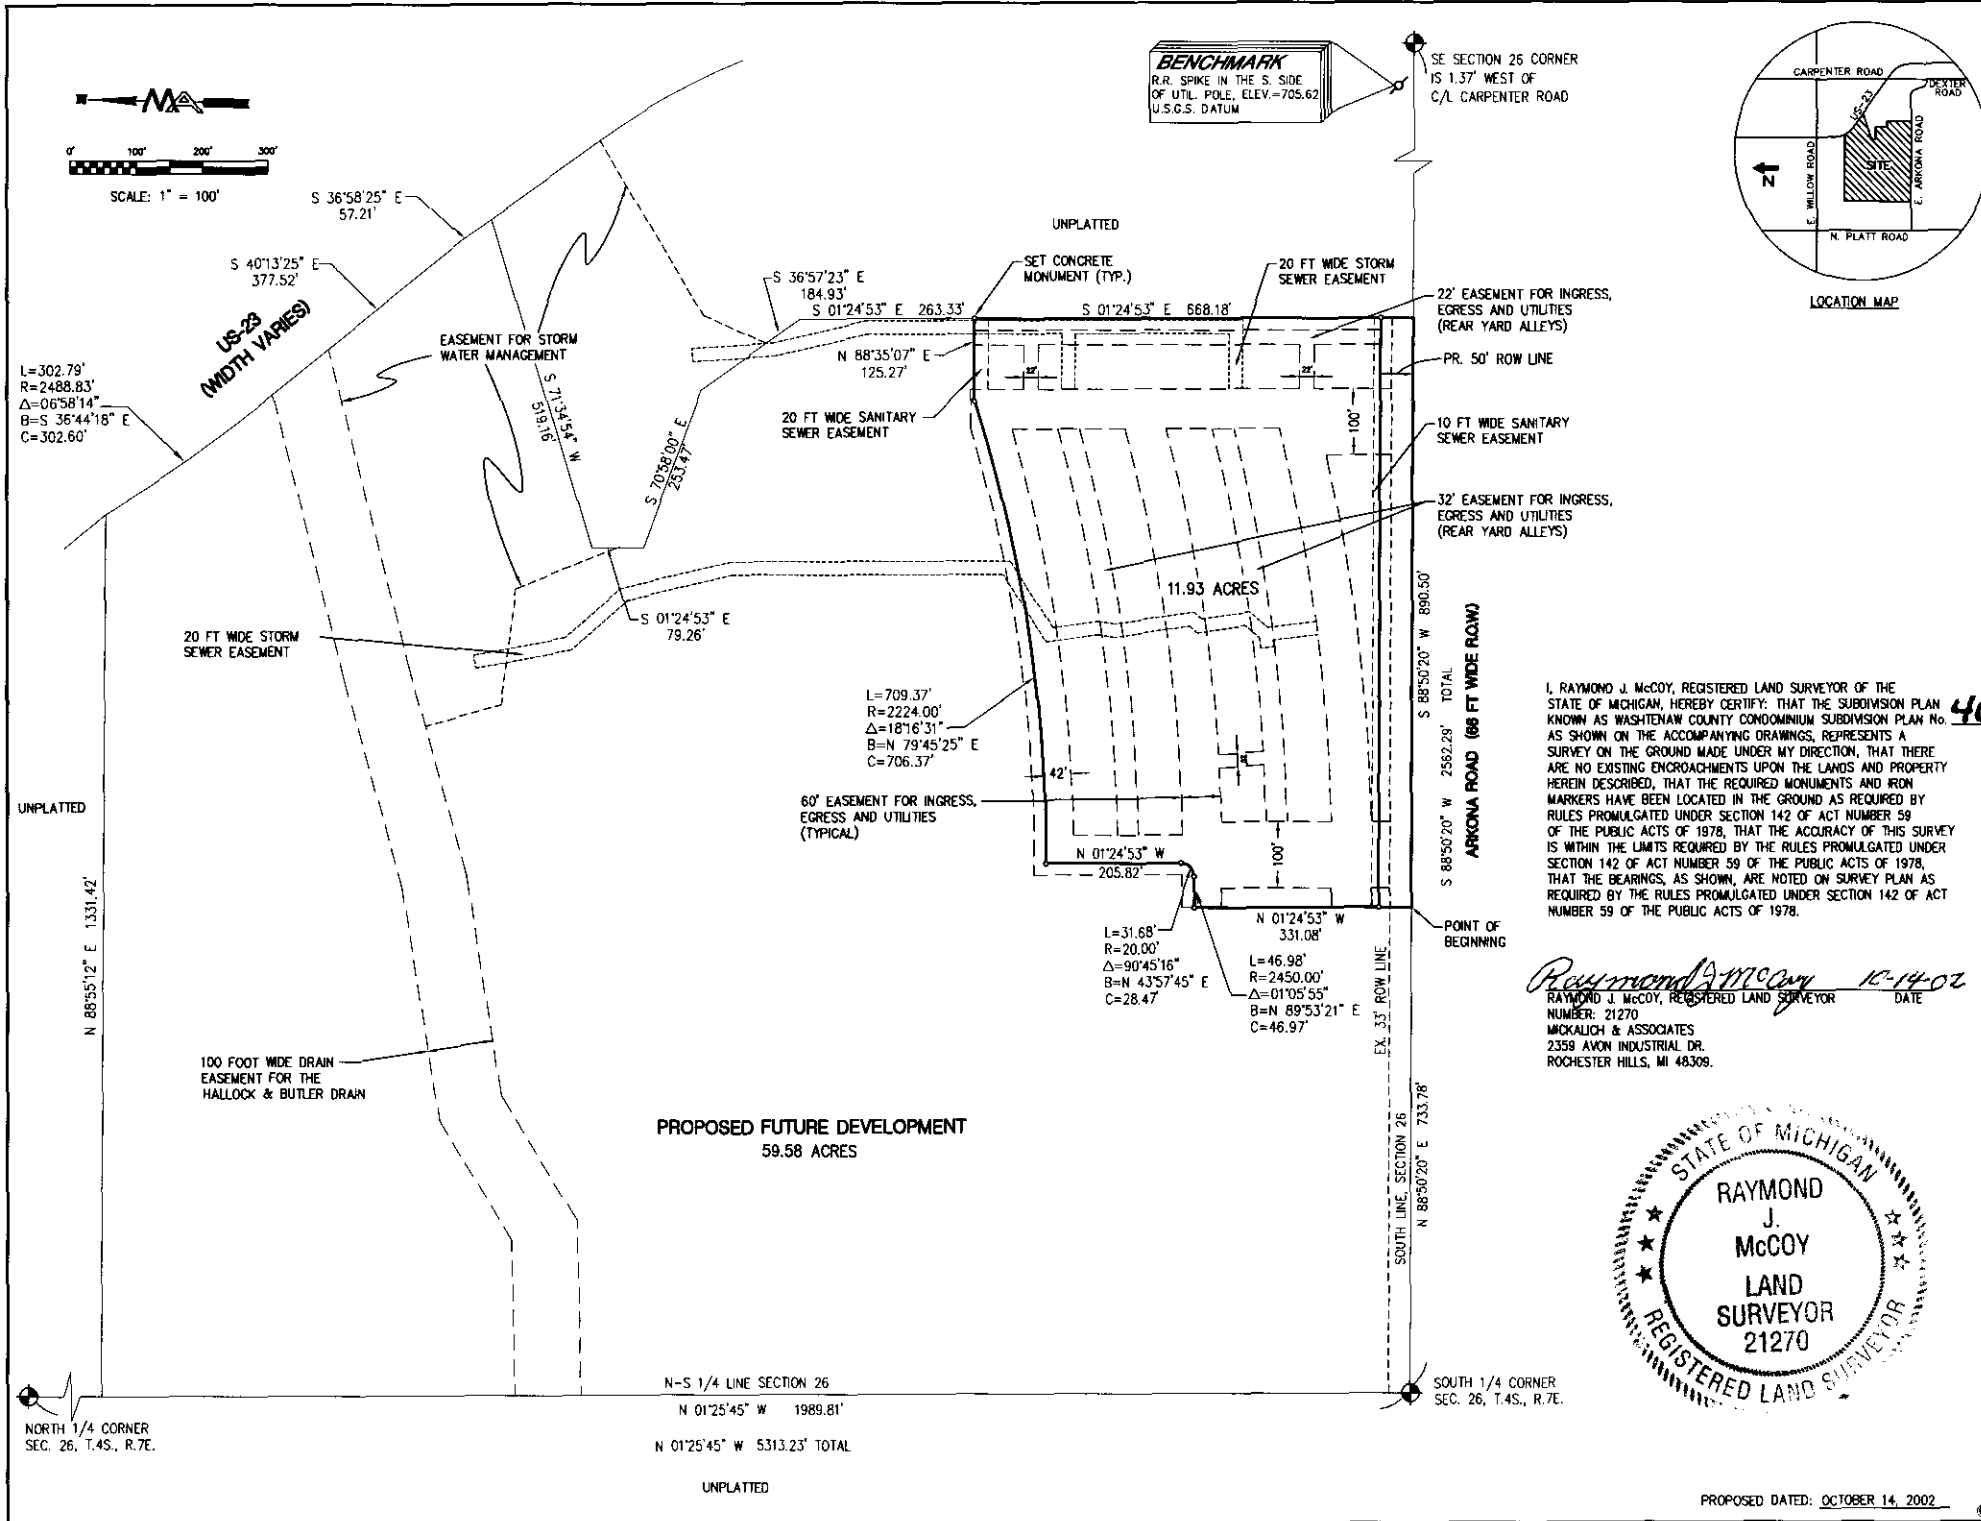 0' 100' 200' 300'
SCALE: 1" = 100'
BENCHMARK
R.R. SPIKE IN THE S. SIDE
OF UTIL. POLE, ELEV.=705.62
U.S.G.S. DATUM
SE SECTION 26 CORNER
IS 1.37' WEST OF
C/L CARPENTER ROAD
CARPENTER ROAD
DEXTER
ROAD
US-23
E. WILLOW ROAD
E. ARKONA ROAD
SITE
N
N. PLATT ROAD
LOCATION MAP
S 36°58'25" E
57.21'
S 40°13'25" E
377.52'
US-23
(WIDTH VARIES)
L=302.79'
R=2488.83'
Δ=06°58'14"
B=S 36°44'18" E
C=302.60'
EASEMENT FOR STORM
WATER MANAGEMENT
S 71°34'54" W
519.16'
S 70°58'00" E
253.47'
S 36°57'23" E
184.93'
S 01°24'53" E 263.33'
UNPLATTED
SET CONCRETE
MONUMENT (TYP.)
S 01°24'53" E 668.18'
20 FT WIDE STORM
SEWER EASEMENT
22' EASEMENT FOR INGRESS,
EGRESS AND UTILITIES
(REAR YARD ALLEYS)
N 88°35'07" E
125.27'
22'
22'
PR. 50' ROW LINE
20 FT WIDE SANITARY
SEWER EASEMENT
100'
10 FT WIDE SANITARY
SEWER EASEMENT
32' EASEMENT FOR INGRESS,
EGRESS AND UTILITIES
(REAR YARD ALLEYS)
11.93 ACRES
S 01°24'53" E
79.26'
20 FT WIDE STORM
SEWER EASEMENT
S 88°50'20" W 890.50'
S 88°50'20" W 2562.29' TOTAL
ARKONA ROAD (66 FT WIDE R.O.W)
L=709.37'
R=2224.00'
Δ=18°16'31"
B=N 79°45'25" E
C=706.37'
42'
60' EASEMENT FOR INGRESS,
EGRESS AND UTILITIES
(TYPICAL)
UNPLATTED
N 88°55'12" E 1331.42'
N 01°24'53" W
205.82'
100'
N 01°24'53" W
331.08'
POINT OF
BEGINNING
L=31.68'
R=20.00'
Δ=90°45'16"
B=N 43°57'45" E
C=28.47'
L=46.98'
R=2450.00'
Δ=01°05'55"
B=N 89°53'21" E
C=46.97'
EX. 33' ROW LINE
SOUTH LINE, SECTION 26
N 88°50'20" E 733.78'
100 FOOT WIDE DRAIN
EASEMENT FOR THE
HALLOCK & BUTLER DRAIN
PROPOSED FUTURE DEVELOPMENT
59.58 ACRES
I, RAYMOND J. McCOY, REGISTERED LAND SURVEYOR OF THE
STATE OF MICHIGAN, HEREBY CERTIFY: THAT THE SUBDIVISION PLAN
KNOWN AS WASHTENAW COUNTY CONDOMINIUM SUBDIVISION PLAN No.
AS SHOWN ON THE ACCOMPANYING DRAWINGS, REPRESENTS A
SURVEY ON THE GROUND MADE UNDER MY DIRECTION, THAT THERE
ARE NO EXISTING ENCROACHMENTS UPON THE LANDS AND PROPERTY
HEREIN DESCRIBED, THAT THE REQUIRED MONUMENTS AND IRON
MARKERS HAVE BEEN LOCATED IN THE GROUND AS REQUIRED BY
RULES PROMULGATED UNDER SECTION 142 OF ACT NUMBER 59
OF THE PUBLIC ACTS OF 1978, THAT THE ACCURACY OF THIS SURVEY
IS WITHIN THE LIMITS REQUIRED BY THE RULES PROMULGATED UNDER
SECTION 142 OF ACT NUMBER 59 OF THE PUBLIC ACTS OF 1978,
THAT THE BEARINGS, AS SHOWN, ARE NOTED ON SURVEY PLAN AS
REQUIRED BY THE RULES PROMULGATED UNDER SECTION 142 OF ACT
NUMBER 59 OF THE PUBLIC ACTS OF 1978.
Raymond J McCoy 10-14-02
RAYMOND J. McCOY, REGISTERED LAND SURVEYOR DATE
NUMBER: 21270
MICKALICH & ASSOCIATES
2359 AVON INDUSTRIAL DR.
ROCHESTER HILLS, MI 48309.
STATE OF MICHIGAN
RAYMOND
J.
McCOY
LAND
SURVEYOR
21270
REGISTERED LAND SURVEYOR
N-S 1/4 LINE SECTION 26
N 01°25'45" W 1989.81'
N 01°25'45" W 5313.23' TOTAL
UNPLATTED
NORTH 1/4 CORNER
SEC. 26, T.4S., R.7E.
SOUTH 1/4 CORNER
SEC. 26, T.4S., R.7E.
PROPOSED DATED: OCTOBER 14, 2002